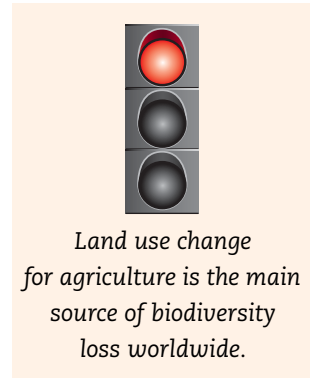 Land use change
for agriculture is the main
source of biodiversity
loss worldwide.